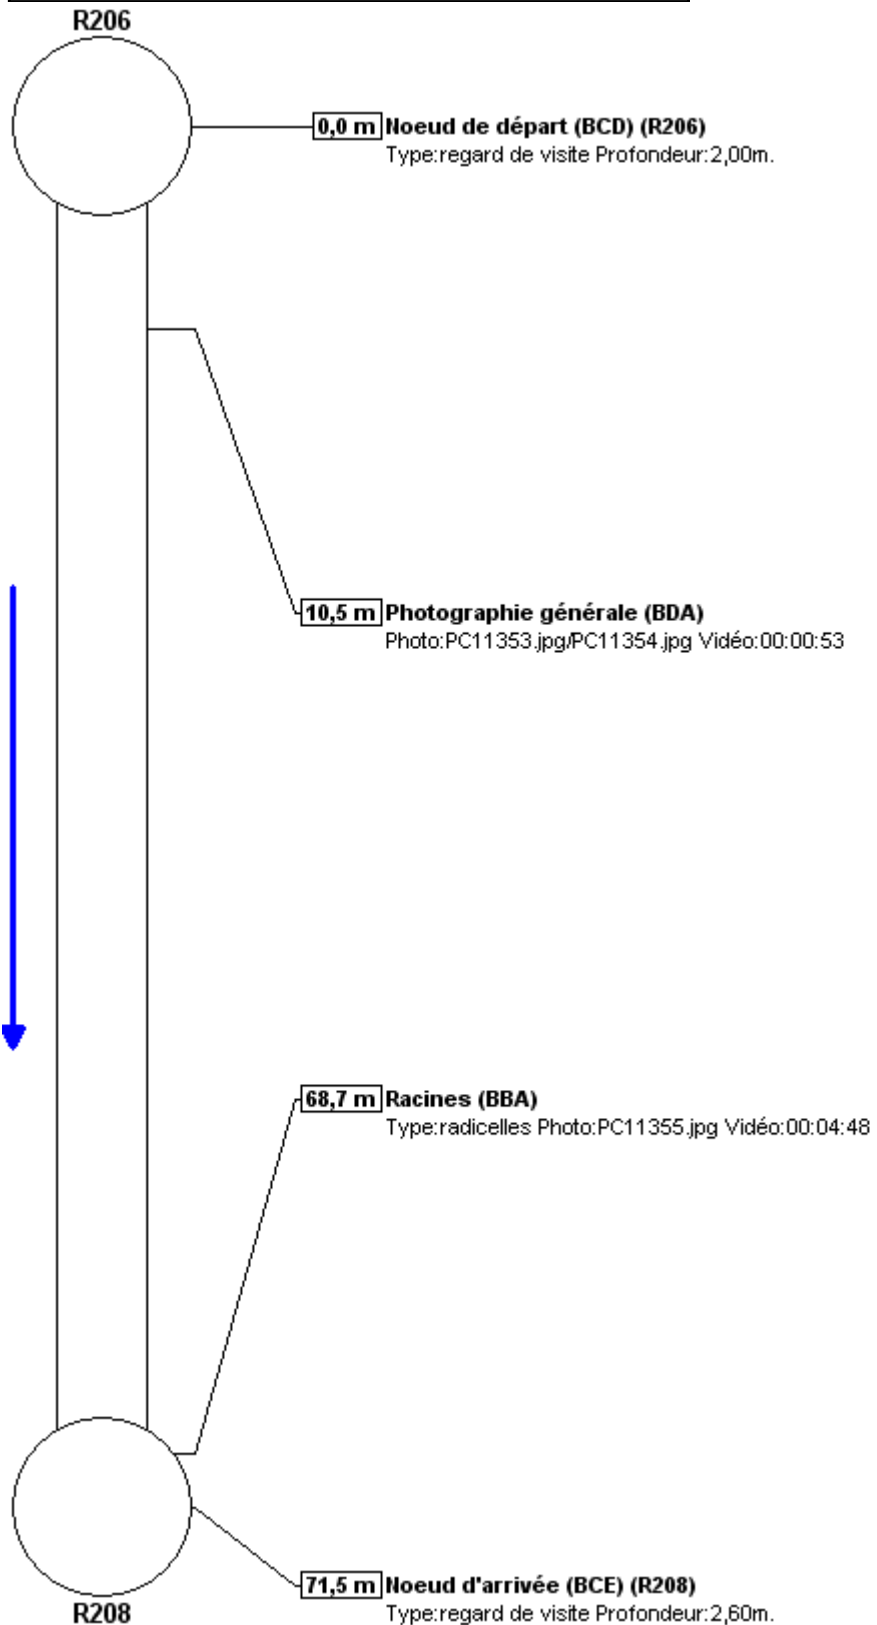 R206
0,0 m Noeud de départ (BCD) (R206)
Type:regard de visite Profondeur:2,00m.
10,5 m Photographie générale (BDA)
Photo:PC11353.jpg/PC11354.jpg Vidéo:00:00:53
68,7 m Racines (BBA)
Type:radicelles Photo:PC11355.jpg Vidéo:00:04:48
71,5 m Noeud d'arrivée (BCE) (R208)
R208
Type:regard de visite Profondeur:2,60m.